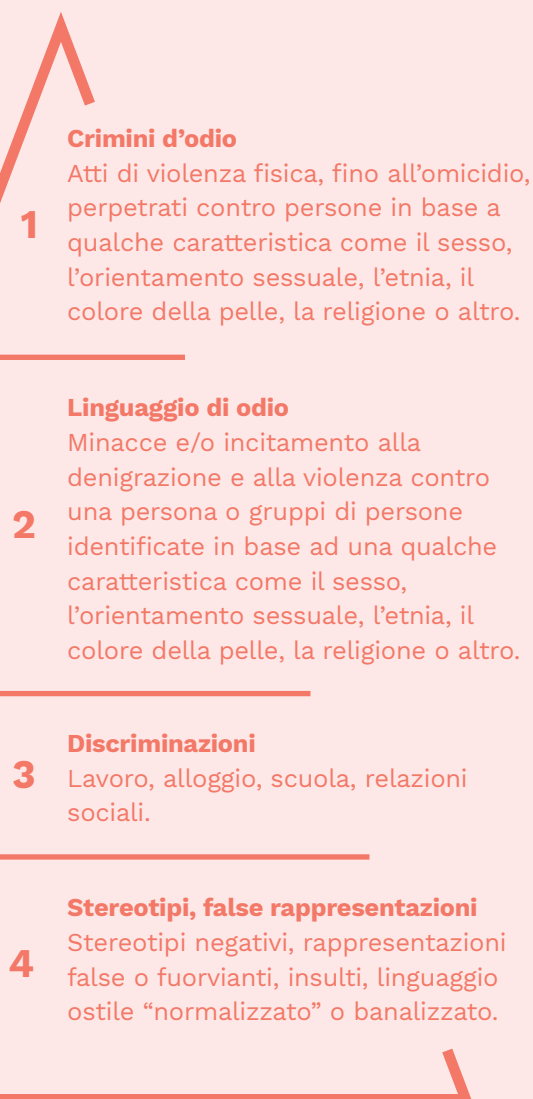 Crimini d’odio
Atti di violenza fisica, fino all’omicidio,
perpetrati contro persone in base a
1
qualche caratteristica come il sesso,
l’orientamento sessuale, l’etnia, il
colore della pelle, la religione o altro.
Linguaggio di odio
Minacce e/o incitamento alla
denigrazione e alla violenza contro
una persona o gruppi di persone
2
identificate in base ad una qualche
caratteristica come il sesso,
l’orientamento sessuale, l’etnia, il
colore della pelle, la religione o altro.
Discriminazioni
3
Lavoro, alloggio, scuola, relazioni
sociali.
Stereotipi, false rappresentazioni
Stereotipi negativi, rappresentazioni
4
false o fuorvianti, insulti, linguaggio
ostile “normalizzato” o banalizzato.